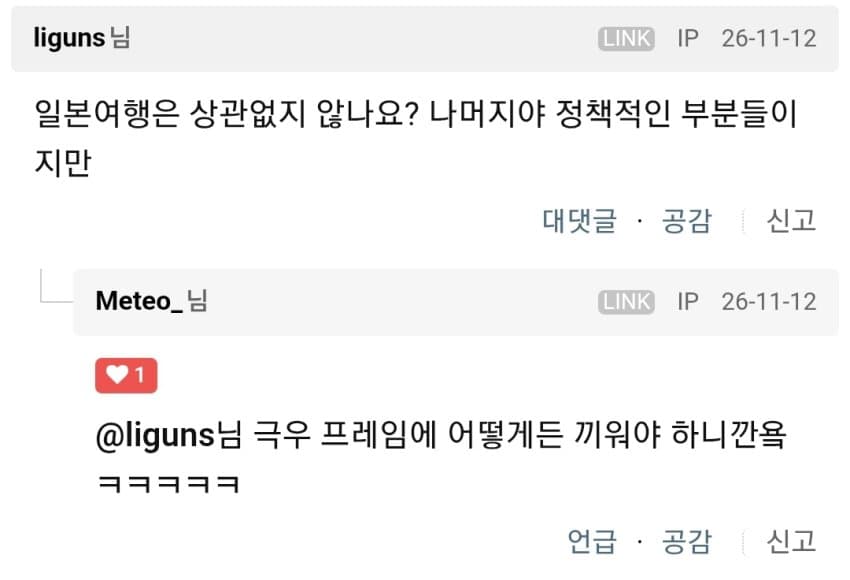 liguns님 LINK IP 26-11-12
일본여행은 상관없지 않나요? 나머지야 정책적인 부분들이
지만
대댓글 · 공감 신고
Meteo_님 LINK IP 26-11-12
1
@liguns님 극우 프레임에 어떻게든 끼워야 하니깐욬
ㅋㅋㅋㅋㅋ
언급 · 공감 신고